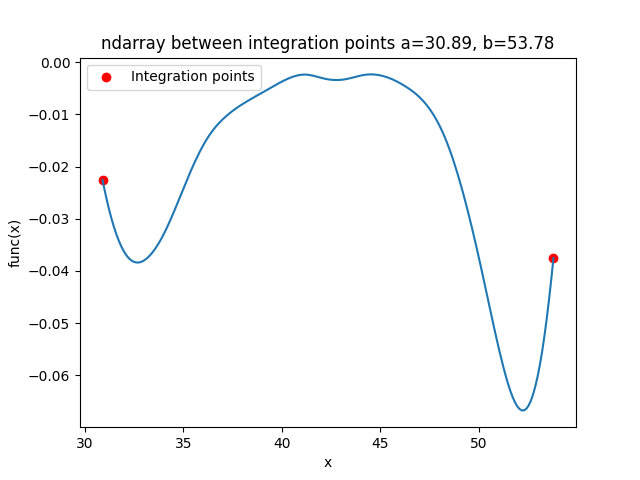 ndarray between integration points a=30.89, b=53.78
Integration points
0.00
−0.01
−0.02
−0.03
−0.04
−0.05
−0.06
func(x)
30 35 40 45 50
x